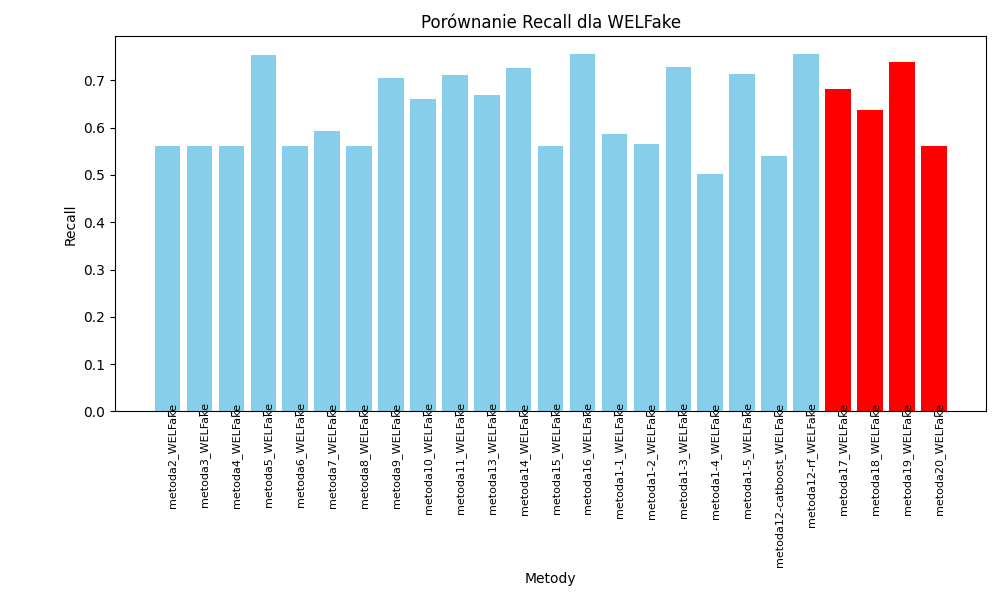 Porównanie Recall dla WELFake
Recall
0.7
0.6
0.5
0.4
0.3
0.2
0.1
0.0
metoda2_WELFake
metoda3_WELFake
metoda4_WELFake
metoda5_WELFake
metoda6_WELFake
metoda7_WELFake
metoda8_WELFake
metoda9_WELFake
metoda10_WELFake
metoda11_WELFake
metoda13_WELFake
metoda14_WELFake
metoda15_WELFake
metoda16_WELFake
metoda1-1_WELFake
metoda1-2_WELFake
metoda1-3_WELFake
metoda1-4_WELFake
metoda1-5_WELFake
metoda12-catboost_WELFake
metoda12-rf_WELFake
metoda17_WELFake
metoda18_WELFake
metoda19_WELFake
metoda20_WELFake
Metody